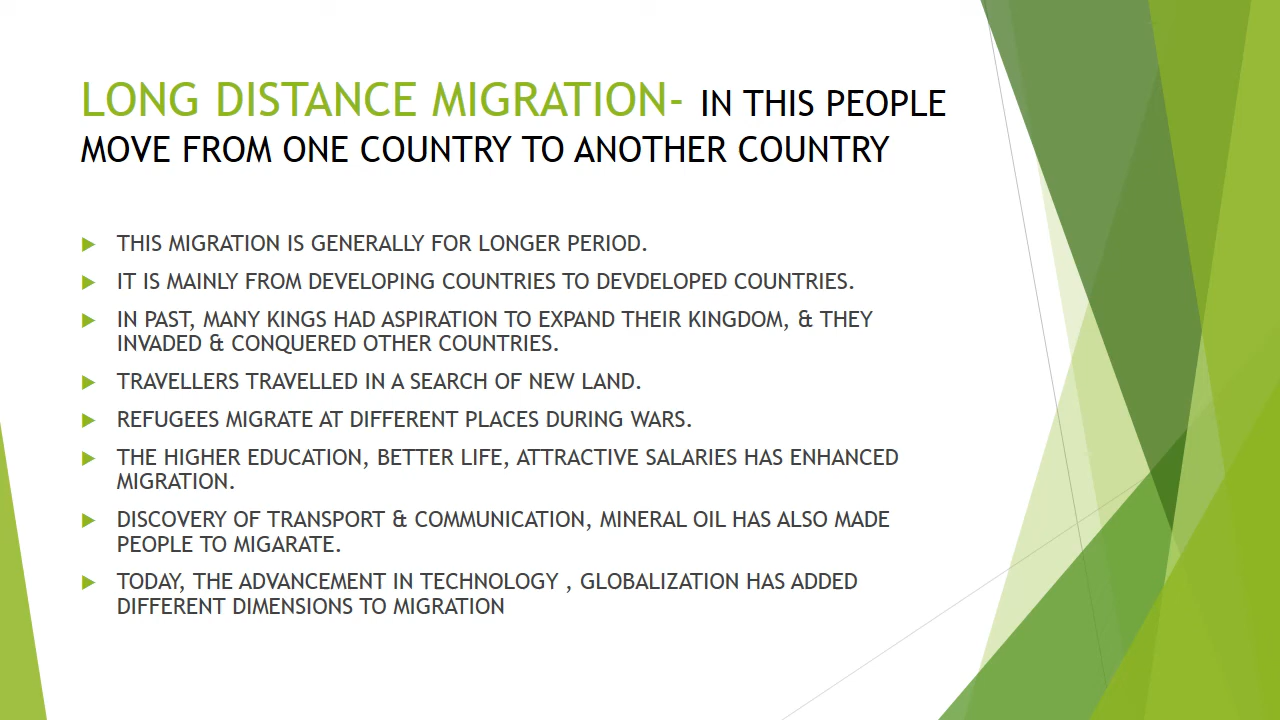 LONG DISTANCE MIGRATION- IN THIS PEOPLE
MOVE FROM ONE COUNTRY TO ANOTHER COUNTRY
THIS MIGRATION IS GENERALLY FOR LONGER PERIOD.
IT IS MAINLY FROM DEVELOPING COUNTRIES TO DEVDELOPED COUNTRIES.
IN PAST, MANY KINGS HAD ASPIRATION TO EXPAND THEIR KINGDOM, & THEY
INVADED & CONQUERED OTHER COUNTRIES.
TRAVELLERS TRAVELLED IN A SEARCH OF NEW LAND.
REFUGEES MIGRATE AT DIFFERENT PLACES DURING WARS.
THE HIGHER EDUCATION, BETTER LIFE, ATTRACTIVE SALARIES HAS ENHANCED
MIGRATION.
DISCOVERY OF TRANSPORT & COMMUNICATION, MINERAL OIL HAS ALSO MADE
PEOPLE TO MIGARATE.
TODAY, THE ADVANCEMENT IN TECHNOLOGY , GLOBALIZATION HAS ADDED
DIFFERENT DIMENSIONS TO MIGRATION